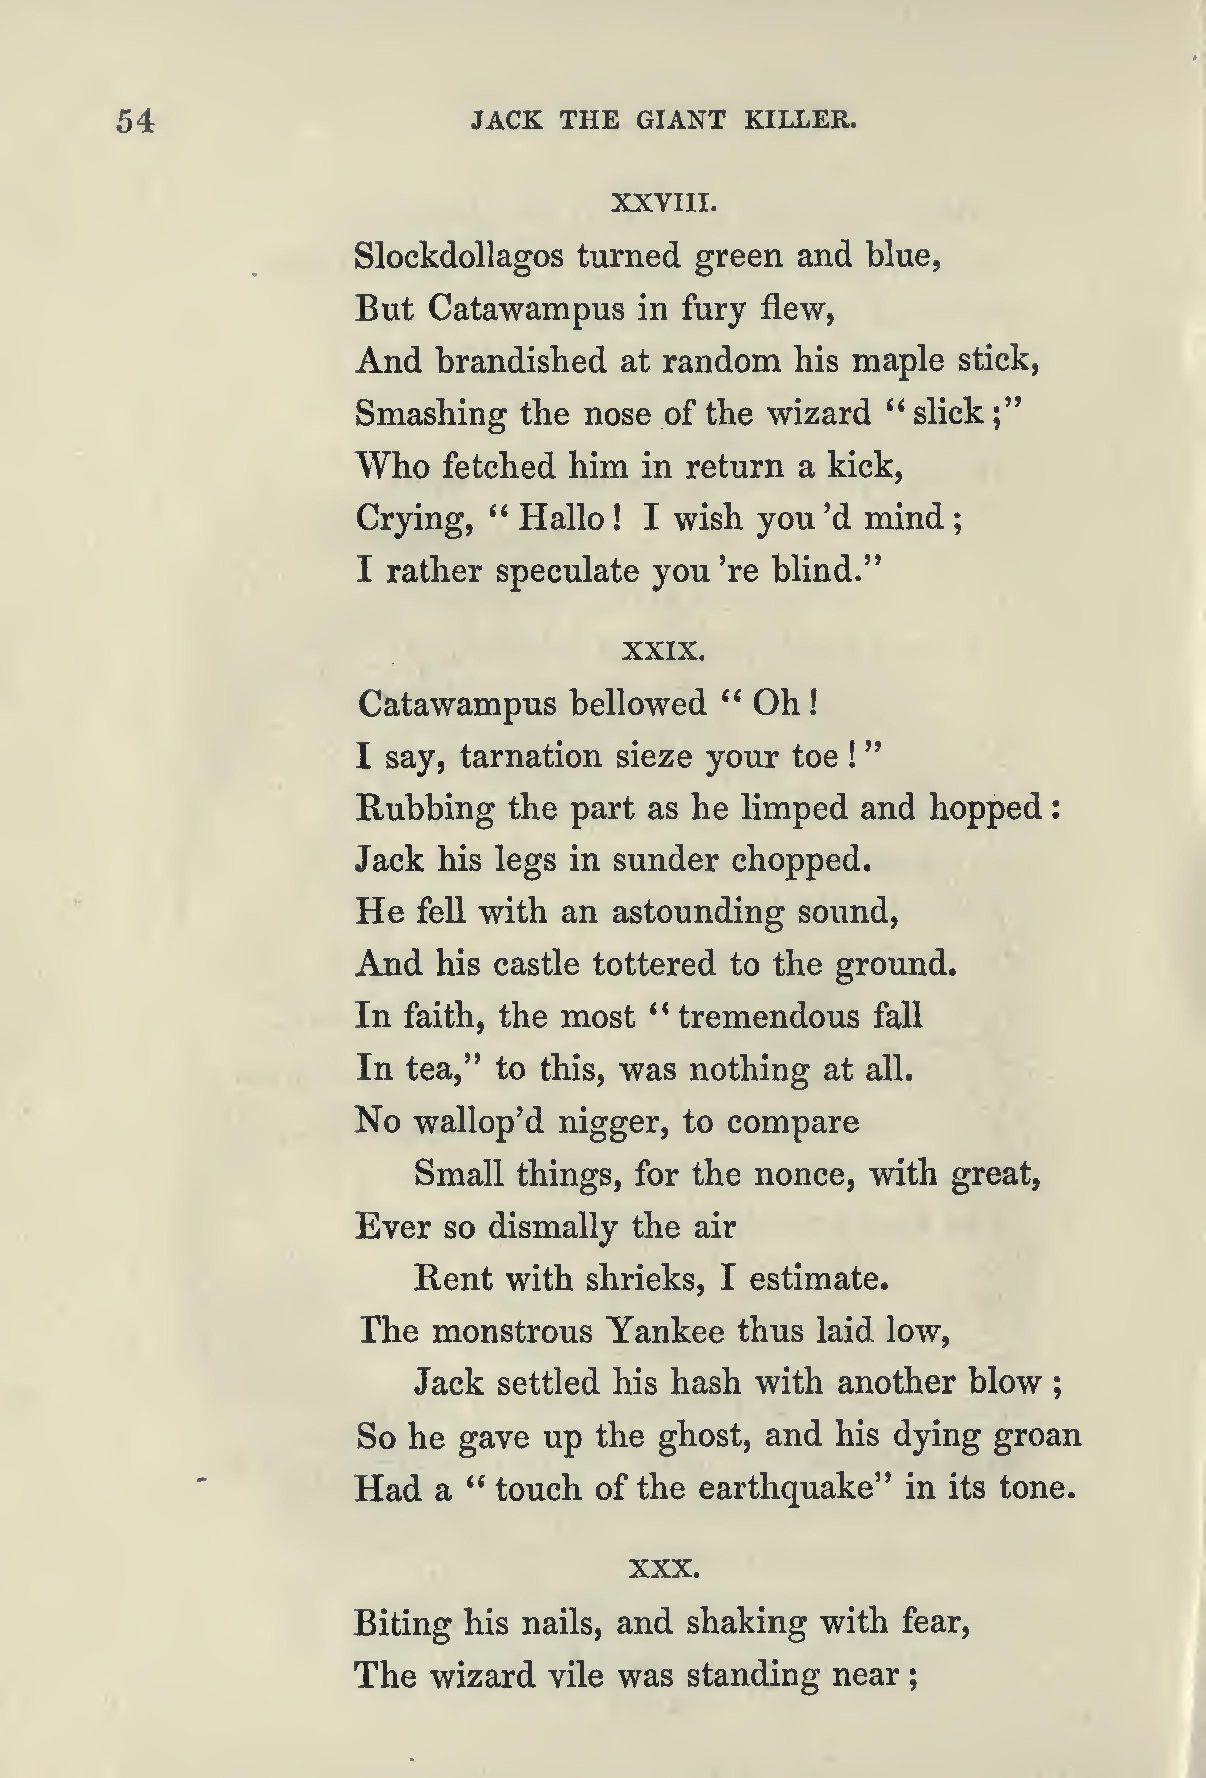 54 JACK THE GIANT KILLER.
XXVIII.
Slockdollagos turned green and blue,
But Catawampus in fury flew,
And brandished at random his maple stick,
Smashing the nose of the wizard “ slick ;”
Who fetched him in return a kick,
Crying, “ Hallo ! I wish you ’d mind ;
I rather speculate you ’re blind.”
XXIX.
Catawampus bellowed “ Oh !
I say, tarnation sieze your toe ! ”
Rubbing the part as he limped and hopped :
Jack his legs in sunder chopped.
He fell with an astounding sound,
And his castle tottered to the ground.
In faith, the most “ tremendous fall
In tea,” to this, was nothing at all.
No wallop’d nigger, to compare
Small things, for the nonce, with great,
Ever so dismally the air
Rent with shrieks, I estimate.
The monstrous Yankee thus laid low,
Jack settled his hash with another blow ;
So he gave up the ghost, and his dying groan
Had a “ touch of the earthquake” in its tone.
XXX.
Biting his nails, and shaking with fear,
The wizard vile was standing near ;